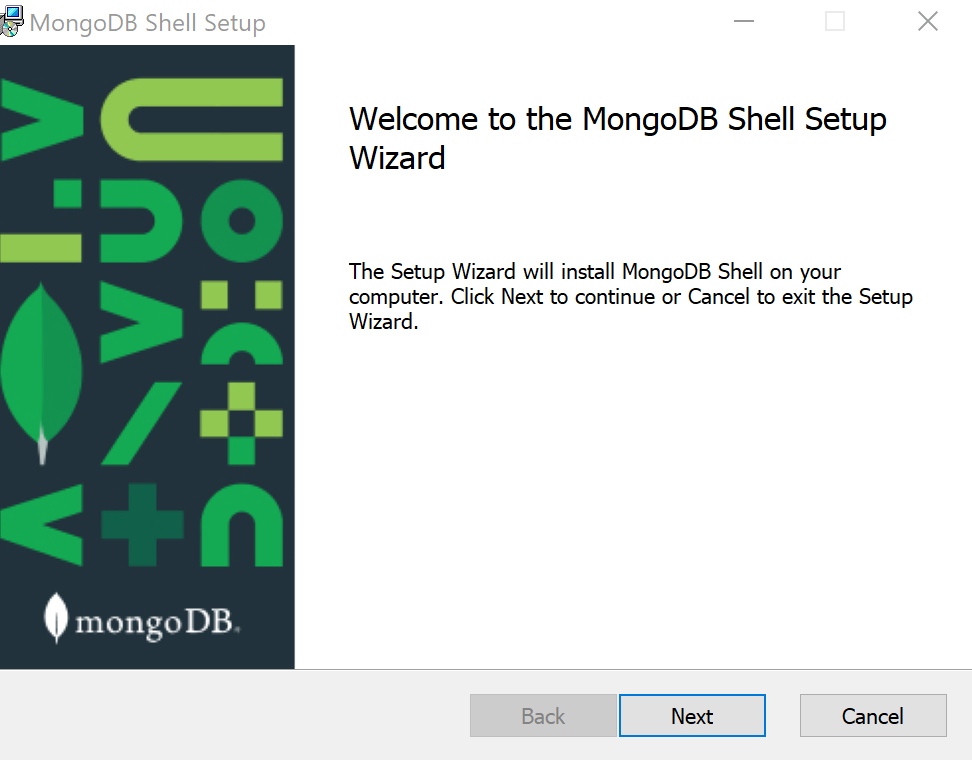 MongoDB Shell Setup
Welcome to the MongoDB Shell Setup
Wizard
The Setup Wizard will install MongoDB Shell on your
computer. Click Next to continue or Cancel to exit the Setup
Wizard.
mongoDB.
Back
Next
Cancel